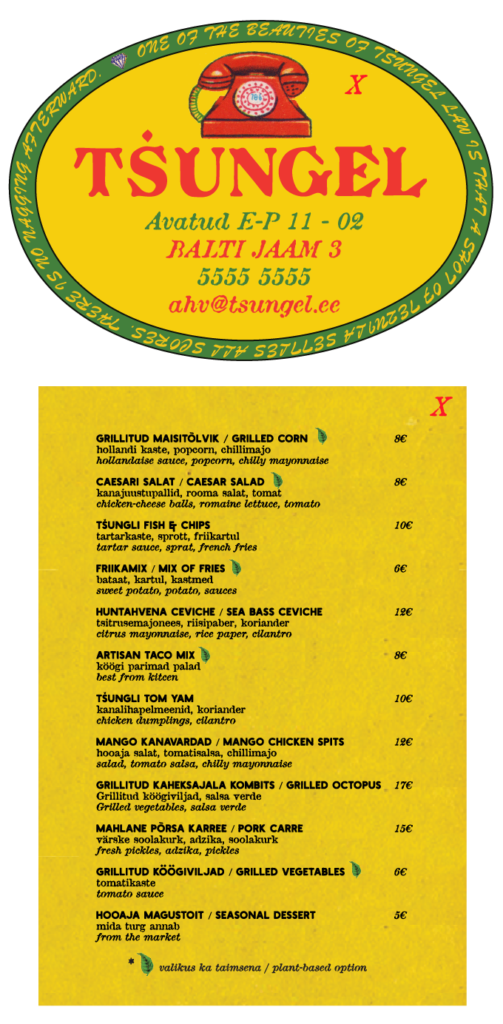 ONE OF THE BEAUTIES OF TSUNGEL LAW IS THAT A SHOT OF TEQUILA SETTLES ALL SCORES. THERE IS NO NAGGING AFTERWARD.
X
TṠUNGEL
Avatud E-P 11 - 02
BALTI JAAM 3
5555 5555
ahv@tsungel.ee
X
GRILLITUD MAISITÕLVIK / GRILLED CORN 8€
hollandi kaste, popcorn, chillimajo
hollandaise sauce, popcorn, chilly mayonnaise
CAESARI SALAT / CAESAR SALAD 8€
kanajuustupallid, rooma salat, tomat
chicken-cheese balls, romaine lettuce, tomato
TŠUNGLI FISH & CHIPS 10€
tartarkaste, sprott, friikartul
tartar sauce, sprat, french fries
FRIIKAMIX / MIX OF FRIES 6€
bataat, kartul, kastmed
sweet potato, potato, sauces
HUNTAHVENA CEVICHE / SEA BASS CEVICHE 12€
tsitrusemajonees, riisipaber, koriander
citrus mayonnaise, rice paper, cilantro
ARTISAN TACO MIX 8€
köögi parimad palad
best from kitcen
TŠUNGLI TOM YAM 10€
kanalihapelmeenid, koriander
chicken dumplings, cilantro
MANGO KANAVARDAD / MANGO CHICKEN SPITS 12€
hooaja salat, tomatisalsa, chillimajo
salad, tomato salsa, chilly mayonnaise
GRILLITUD KAHEKSAJALA KOMBITS / GRILLED OCTOPUS 17€
Grillitud köögiviljad, salsa verde
Grilled vegetables, salsa verde
MAHLANE PÕRSA KARREE / PORK CARRE 15€
värske soolakurk, adzika, soolakurk
fresh pickles, adzika, pickles
GRILLITUD KÖÖGIVILJAD / GRILLED VEGETABLES 6€
tomatikaste
tomato sauce
HOOAJA MAGUSTOIT / SEASONAL DESSERT 5€
mida turg annab
from the market
* valikus ka taimsena / plant-based option